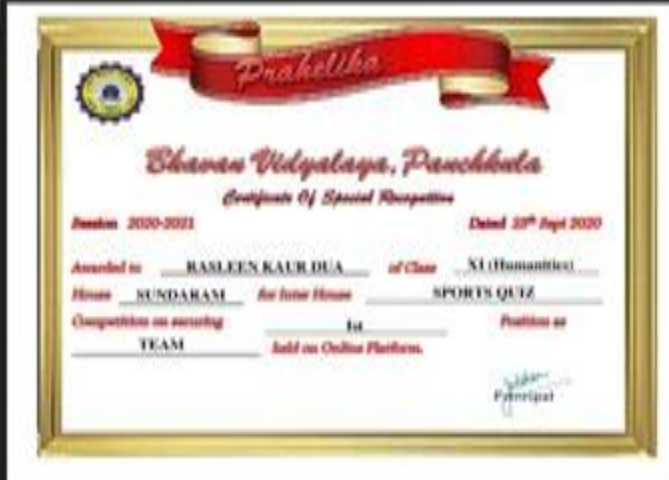 Prahelika
Bhavan Vidyalaya, Panchkula
Certificate Of Special Recognition
Session 2020-2021 Dated 23th Sept 2020
Awarded to RASLEEN KAUR DUA of Class XI (Humanities)
House SUNDARAM for Inter House SPORTS QUIZ
Competition on securing 1st Position as
TEAM held on Online Platform.
Principal